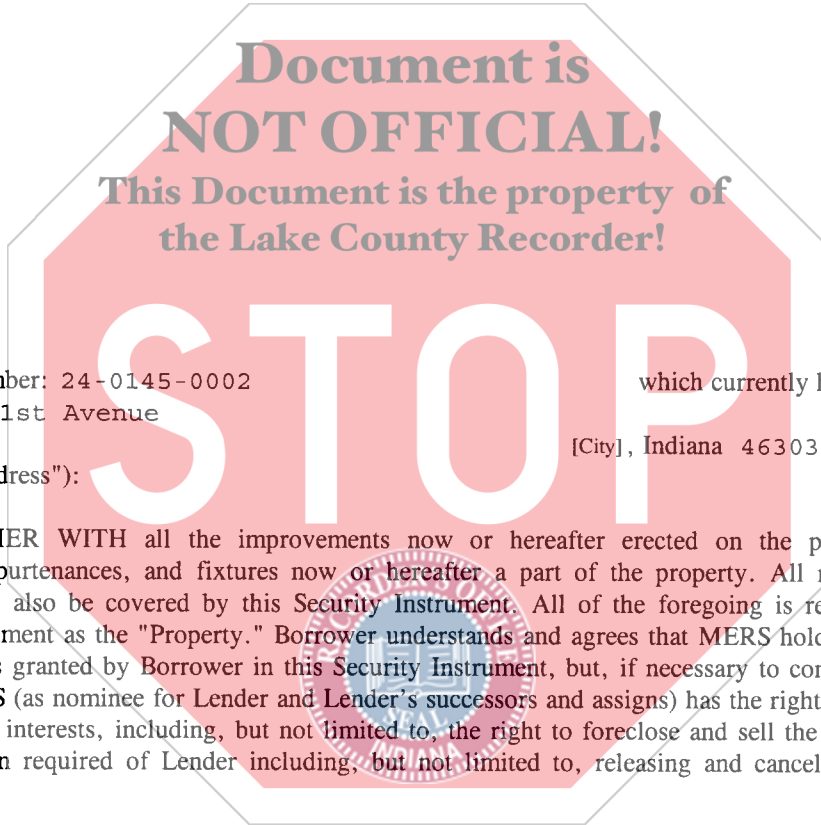 Document is
NOT OFFICIAL!
This Document is the property of
the Lake County Recorder!
STOP
ber: 24-0145-0002 which currently
1st Avenue
[City], Indiana 46303
dress"):
ER WITH all the improvements now or hereafter erected on the p
purtenances, and fixtures now or hereafter a part of the property. All
also be covered by this Security Instrument. All of the foregoing is re
ment as the "Property." Borrower understands and agrees that MERS hold
s granted by Borrower in this Security Instrument, but, if necessary to
S (as nominee for Lender and Lender's successors and assigns) has the right
interests, including, but not limited to, the right to foreclose and sell the
n required of Lender including, but not limited to, releasing and cancel
SEAL
INDIANA